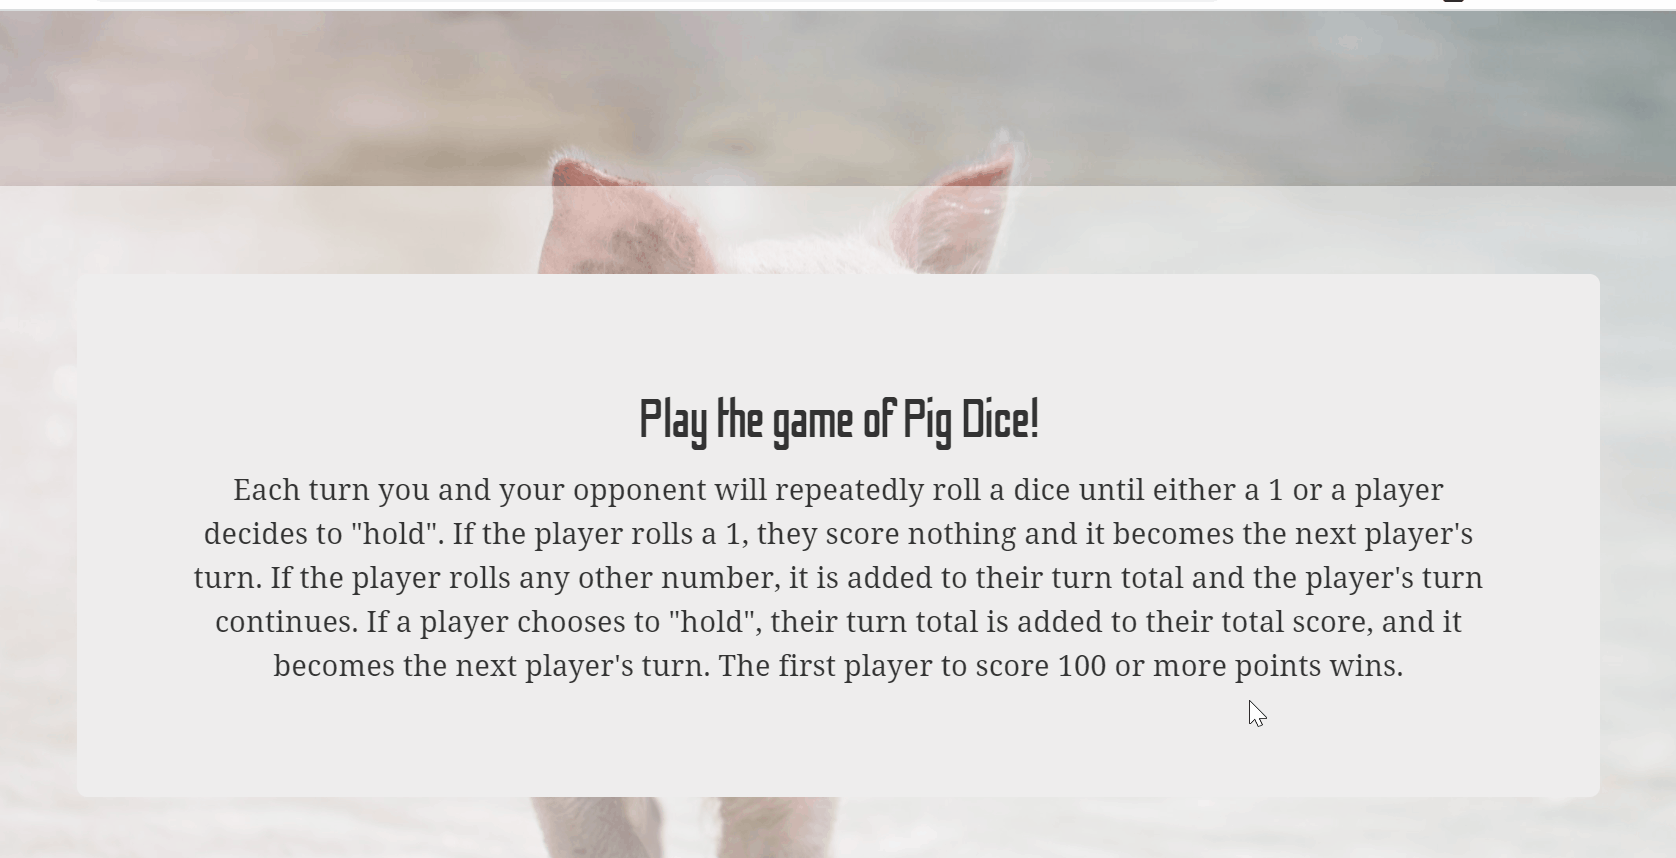 Play the game of Pig Dice!
Each turn you and your opponent will repeatedly roll a dice until either a 1 or a player
decides to "hold". If the player rolls a 1, they score nothing and it becomes the next player's
turn. If the player rolls any other number, it is added to their turn total and the player's turn
continues. If a player chooses to "hold", their turn total is added to their total score, and it
becomes the next player's turn. The first player to score 100 or more points wins.